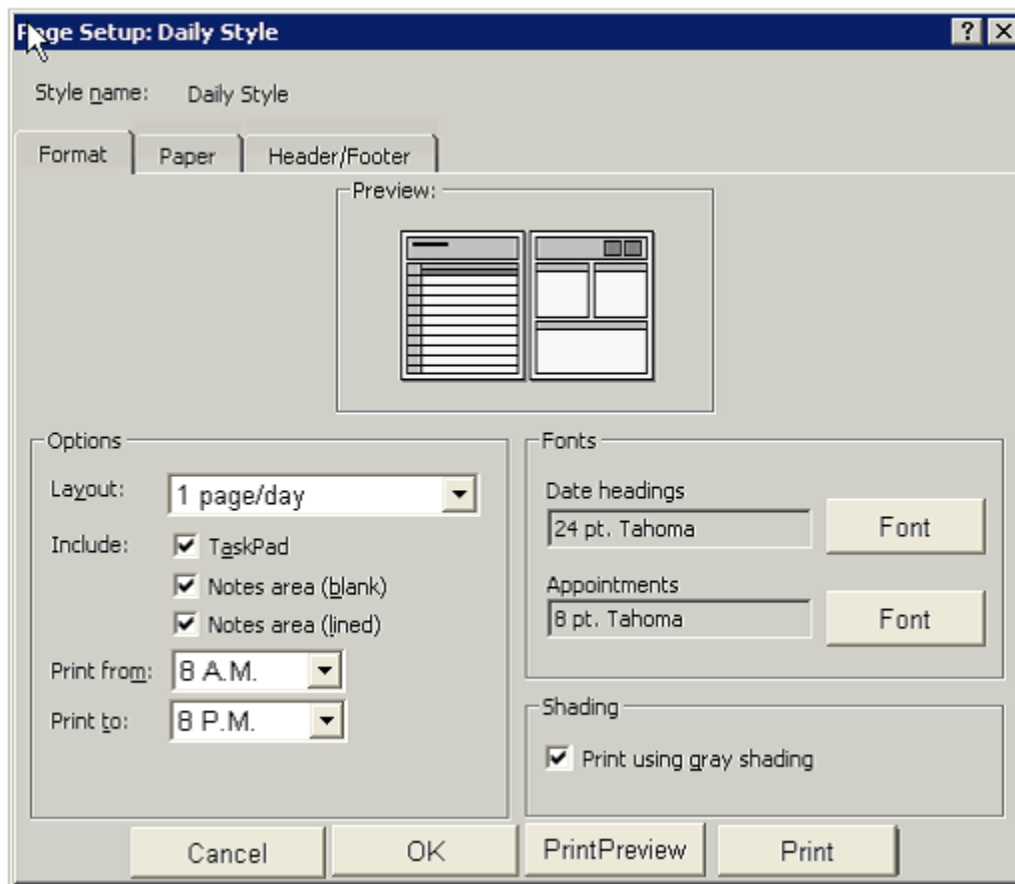 Page Setup: Daily Style
Style name: Daily Style
Format Paper Header/Footer
Preview:
Options
Layout: 1 page/day
Include: TaskPad
Notes area (blank)
Notes area (lined)
Print from: 8 A.M.
Print to: 8 P.M.
Fonts
Date headings
24 pt. Tahoma Font
Appointments
8 pt. Tahoma Font
Shading
Print using gray shading
Cancel OK PrintPreview Print